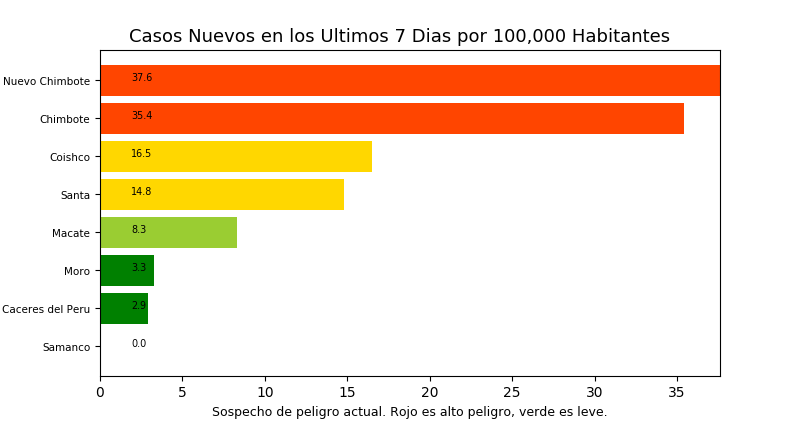 Casos Nuevos en los Ultimos 7 Dias por 100,000 Habitantes
Nuevo Chimbote 37.6
Chimbote 35.4
Coishco 16.5
Santa 14.8
Macate 8.3
Moro 3.3
Caceres del Peru 2.9
Samanco 0.0
0 5 10 15 20 25 30 35
Sospecho de peligro actual. Rojo es alto peligro, verde es leve.